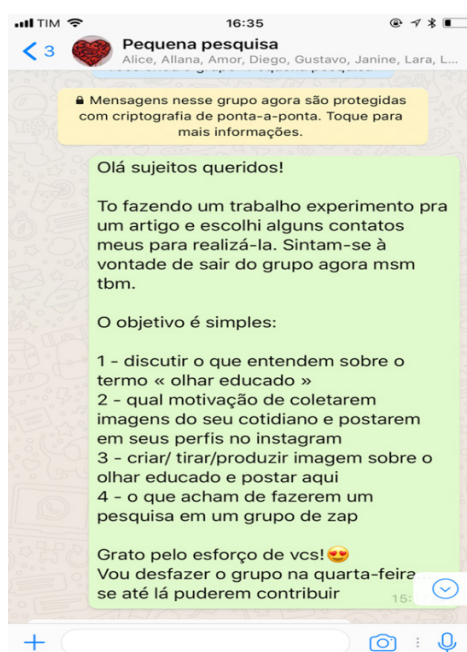 TIM 16:35
3 Pequena pesquisa
Alice, Allana, Amor, Diego, Gustavo, Janine, Lara, L...
Mensagens nesse grupo agora são protegidas
com criptografia de ponta-a-ponta. Toque para
mais informações.
Olá sujeitos queridos!
To fazendo um trabalho experimento pra
um artigo e escolhi alguns contatos
meus para realizá-la. Sintam-se à
vontade de sair do grupo agora msm
tbm.
O objetivo é simples:
1 - discutir o que entendem sobre o
termo « olhar educado »
2 - qual motivação de coletarem
imagens do seu cotidiano e postarem
em seus perfis no instagram
3 - criar/ tirar/produzir imagem sobre o
olhar educado e postar aqui
4 - o que acham de fazerem um
pesquisa em um grupo de zap
Grato pelo esforço de vcs!😍
Vou desfazer o grupo na quarta-feira
se até lá puderem contribuir
15: